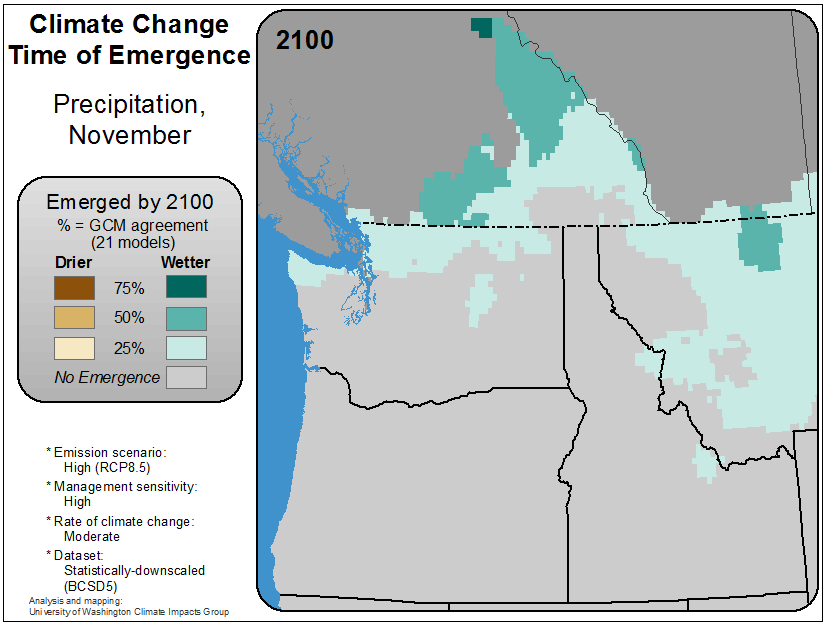 Climate Change
Time of Emergence
Precipitation,
November
Emerged by 2100
% = GCM agreement
(21 models)
Drier Wetter
75%
50%
25%
No Emergence
* Emission scenario:
High (RCP8.5)
* Management sensitivity:
High
* Rate of climate change:
Moderate
* Dataset:
Statistically-downscaled
(BCSD5)
Analysis and mapping:
University of Washington Climate Impacts Group
2100